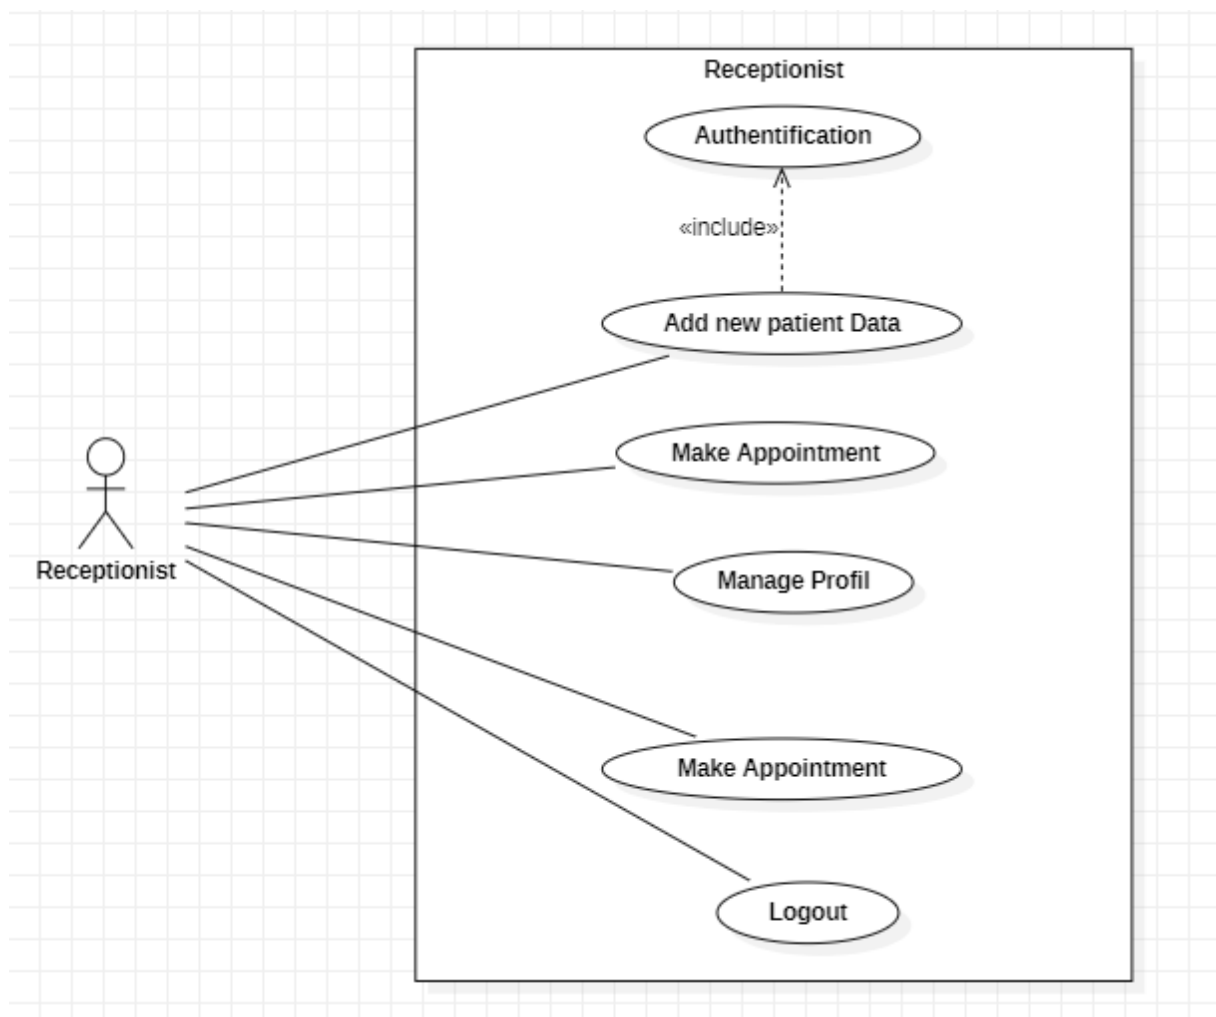 Receptionist
Authentification
«include»
Add new patient Data
Make Appointment
Receptionist
Manage Profil
Make Appointment
Logout